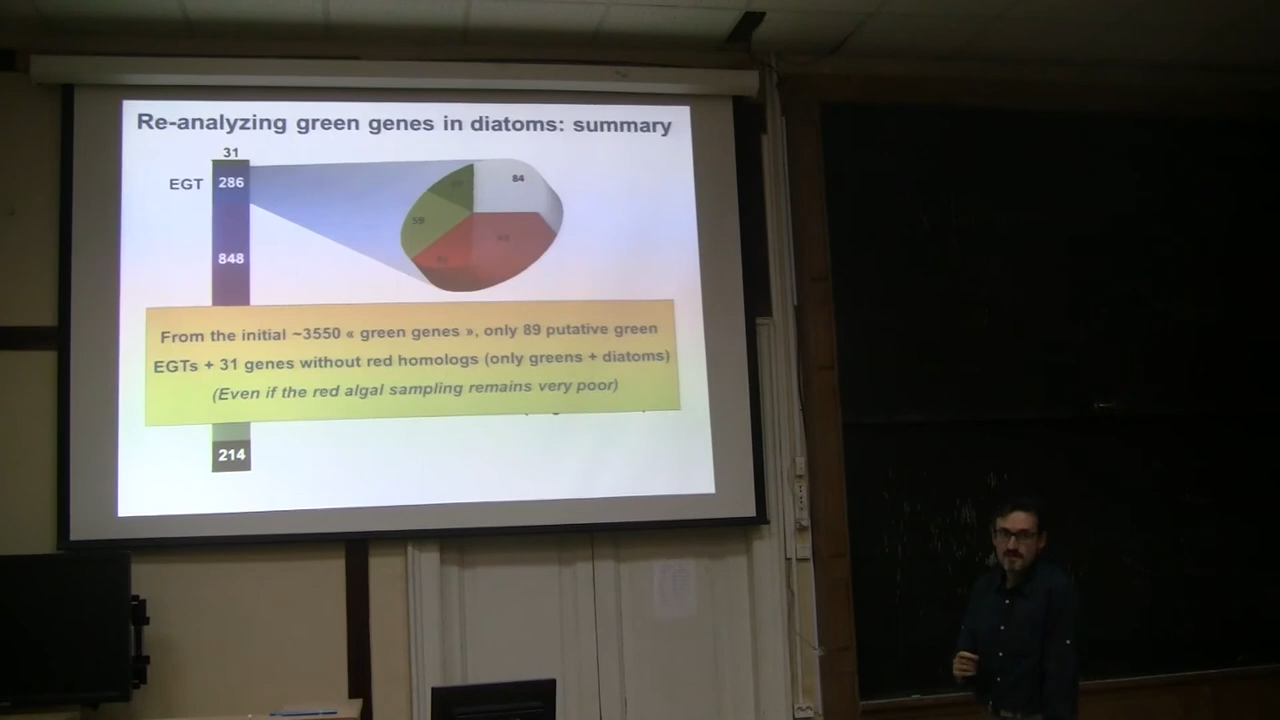 Re-analyzing green genes in diatoms: summary
31
EGT 286
84
59
848
From the initial ~3550 « green genes », only 89 putative green
EGTs + 31 genes without red homologs (only greens + diatoms)
(Even if the red algal sampling remains very poor)
214